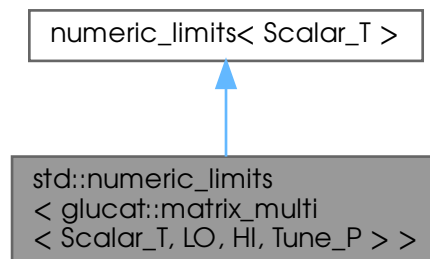 numeric_limits< Scalar_T >
std::numeric_limits
< glucat::matrix_multi
< Scalar_T, LO, HI, Tune_P > >